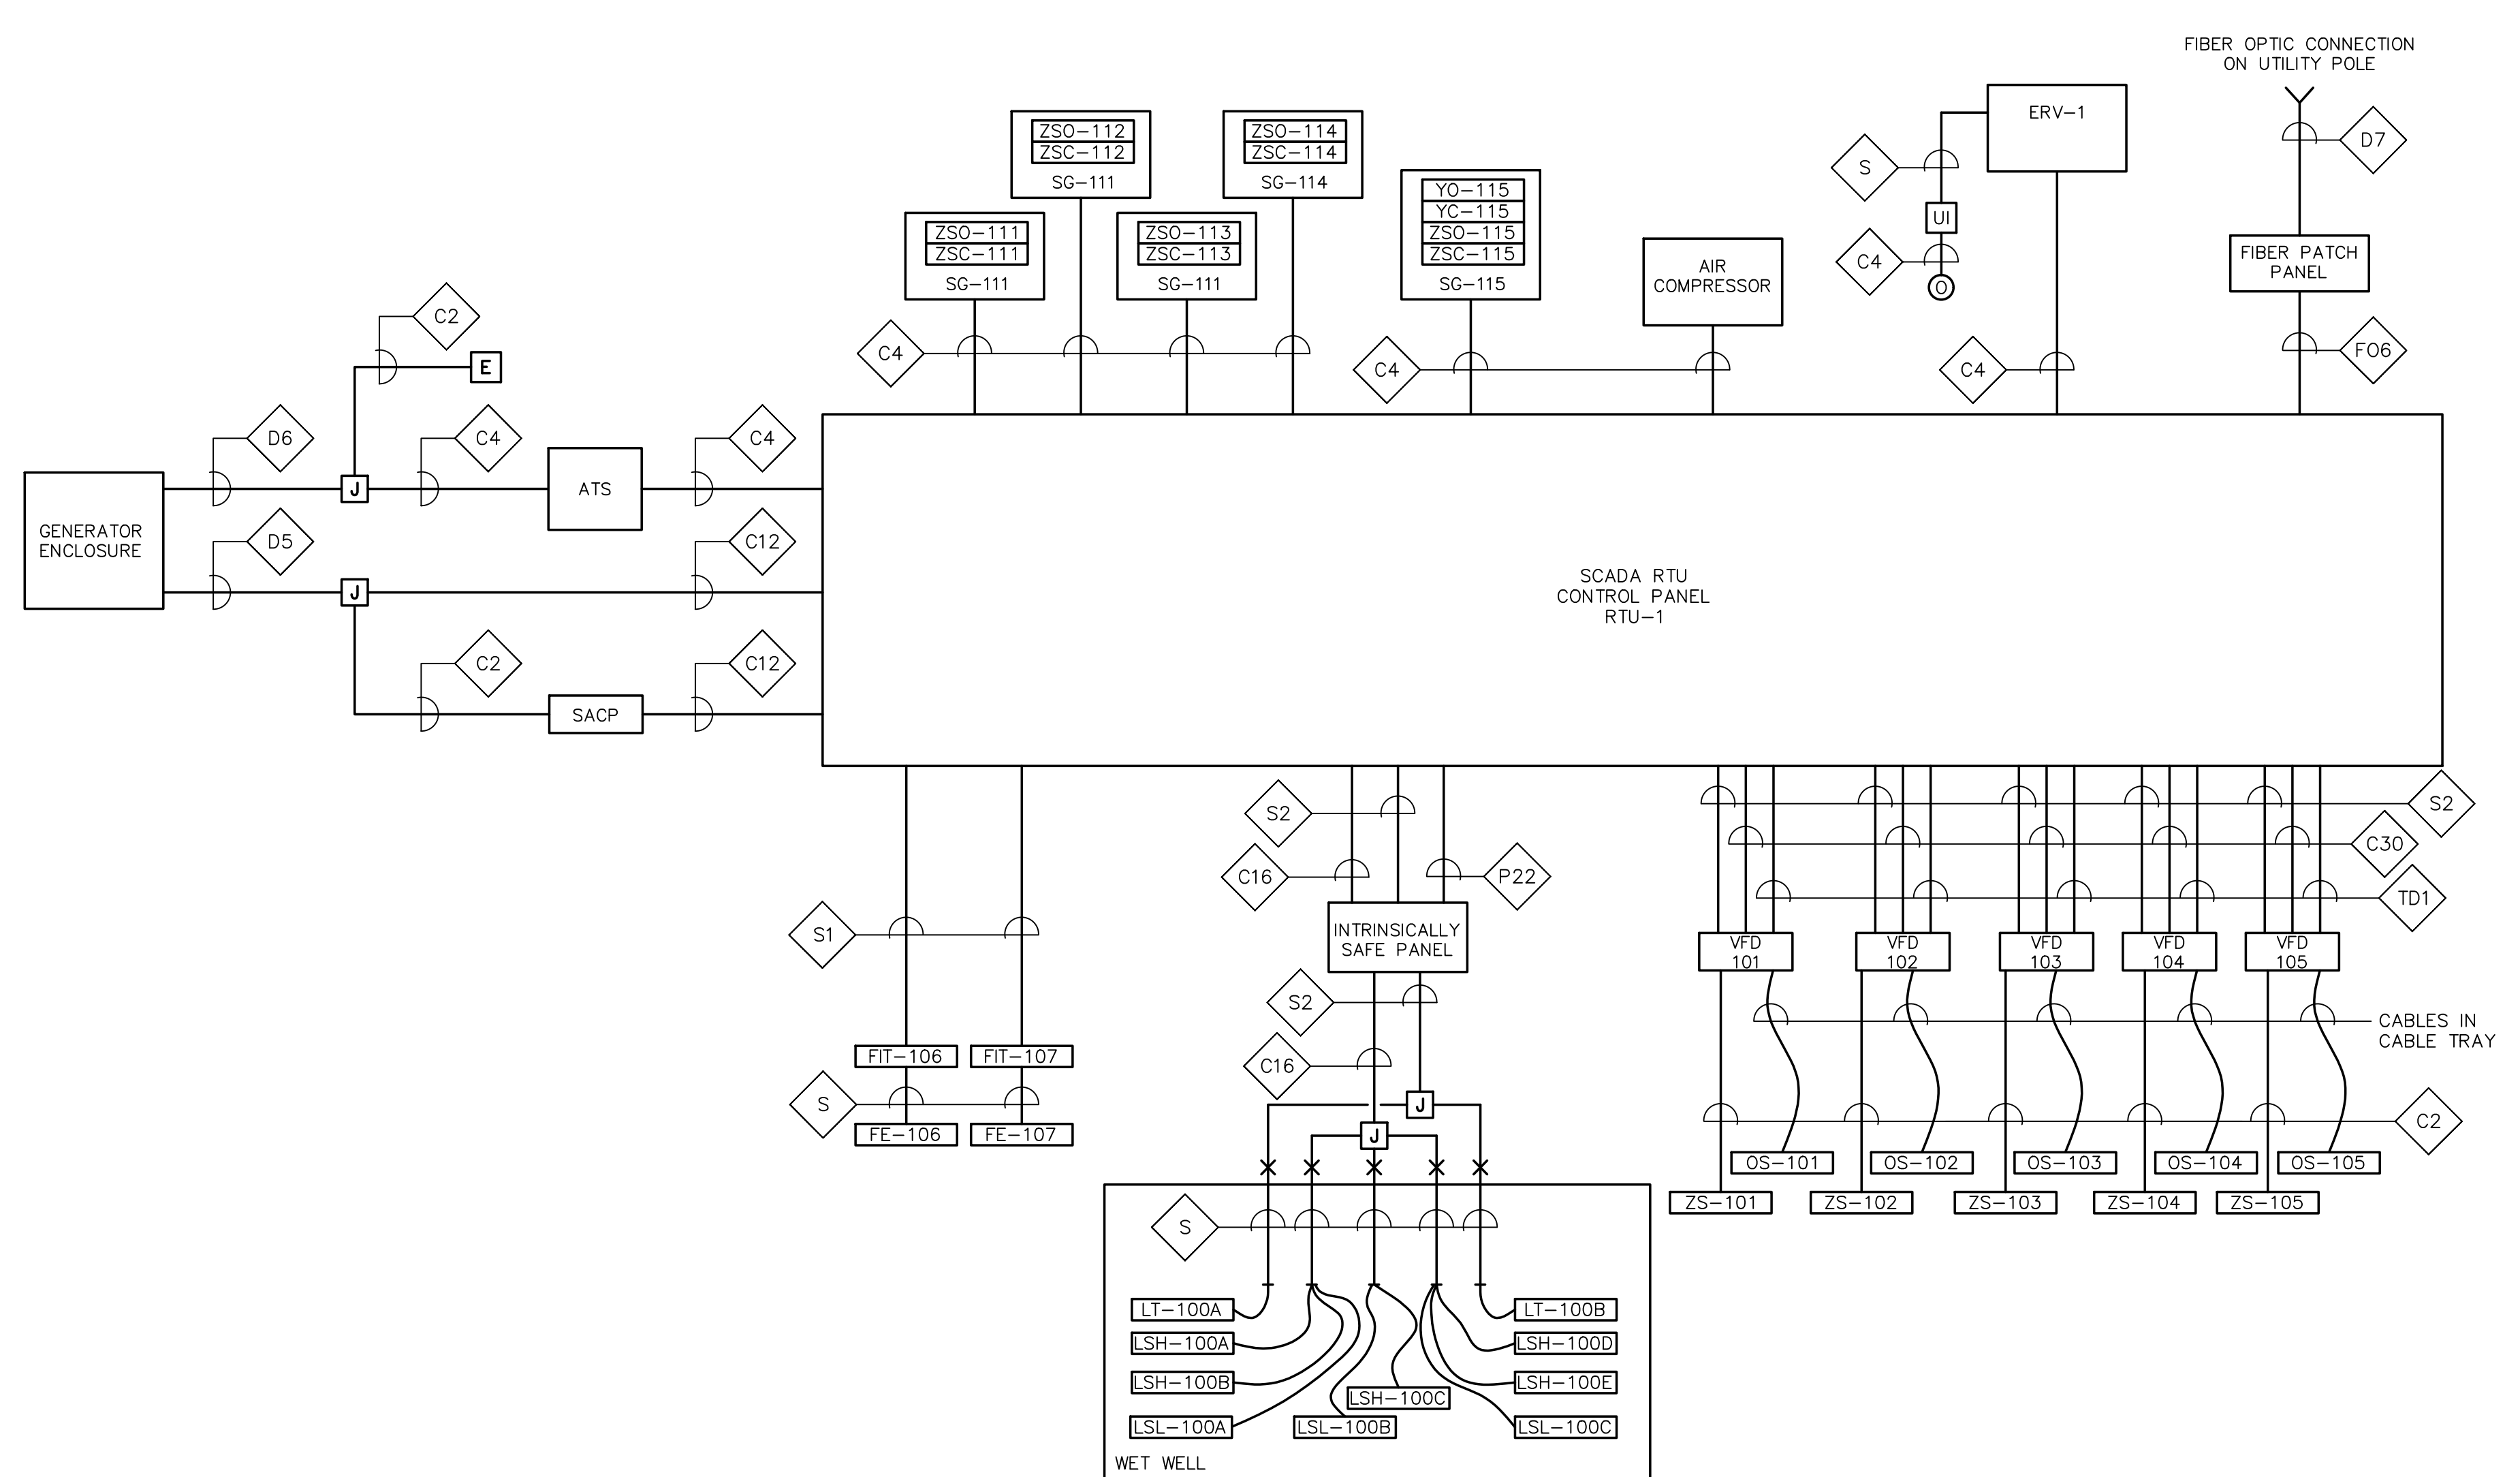 FIBER OPTIC CONNECTION
ON UTILITY POLE
ERV-1
D7
S
UI
C4
O
FIBER PATCH
PANEL
FO6
ZSO-112
ZSC-112
SG-111
ZSO-114
ZSC-114
SG-114
ZSO-111
ZSC-111
SG-111
ZSO-113
ZSC-113
SG-111
YO-115
YC-115
ZSO-115
ZSC-115
SG-115
AIR
COMPRESSOR
C4
C4
C4
C2
E
D6
C4
C4
J
ATS
GENERATOR
ENCLOSURE
D5
C12
J
C2
C12
SACP
SCADA RTU
CONTROL PANEL
RTU-1
S2
C16
P22
INTRINSICALLY
SAFE PANEL
S2
C16
J
J
S1
FIT-106
FIT-107
S
FE-106
FE-107
S2
C30
TD1
VFD
101
VFD
102
VFD
103
VFD
104
VFD
105
CABLES IN
CABLE TRAY
C2
OS-101
OS-102
OS-103
OS-104
OS-105
ZS-101
ZS-102
ZS-103
ZS-104
ZS-105
S
LT-100A
LT-100B
LSH-100A
LSH-100D
LSH-100B
LSH-100E
LSH-100C
LSL-100A
LSL-100B
LSL-100C
WET WELL